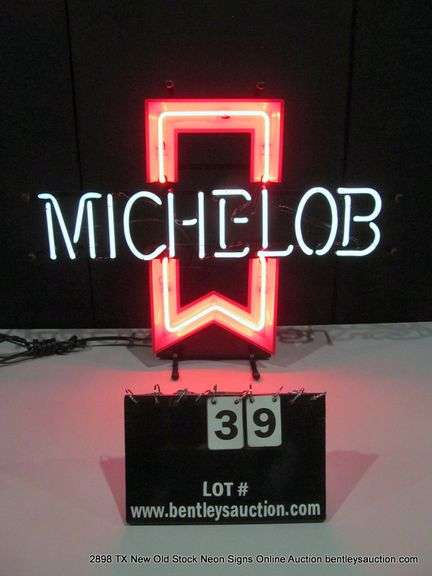 MICHELOB
39
LOT #
www.bentleysauction.com
2898 TX New Old Stock Neon Signs Online Auction bentleysauction.com